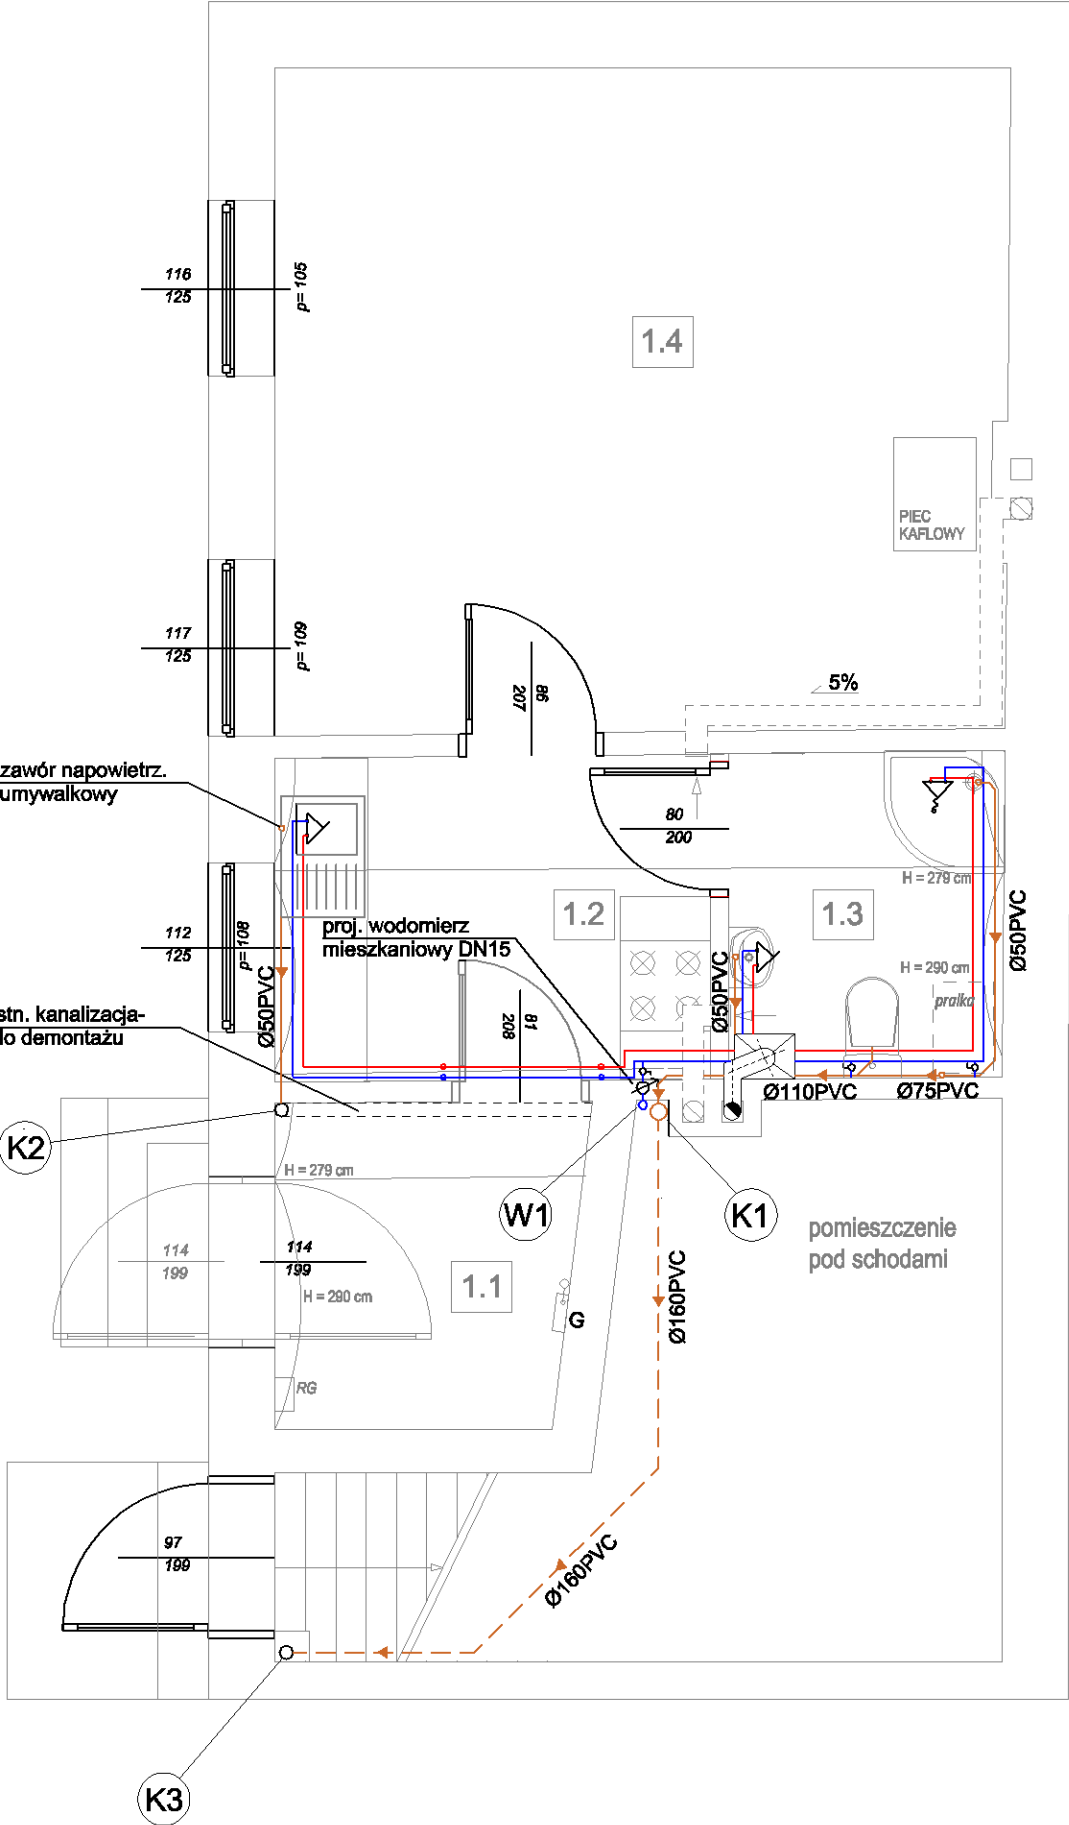 116
125
p= 105
1.4
PIEC
KAFLOWY
117
125
p= 109
86
207
5%
zawór napowietrz.
umywalkowy
80
200
H = 279 cm
1.2
1.3
proj. wodomierz
mieszkaniowy DN15
112
125
p= 108
Ø50PVC
Ø50PVC
Ø50PVC
H = 290 cm
pralka
stn. kanalizacja-
lo demontażu
81
208
Ø110PVC
Ø75PVC
K2
H = 279 cm
W1
K1
pomieszczenie
pod schodami
114
199
114
199
H = 290 cm
1.1
G
Ø160PVC
RG
97
199
Ø160PVC
K3